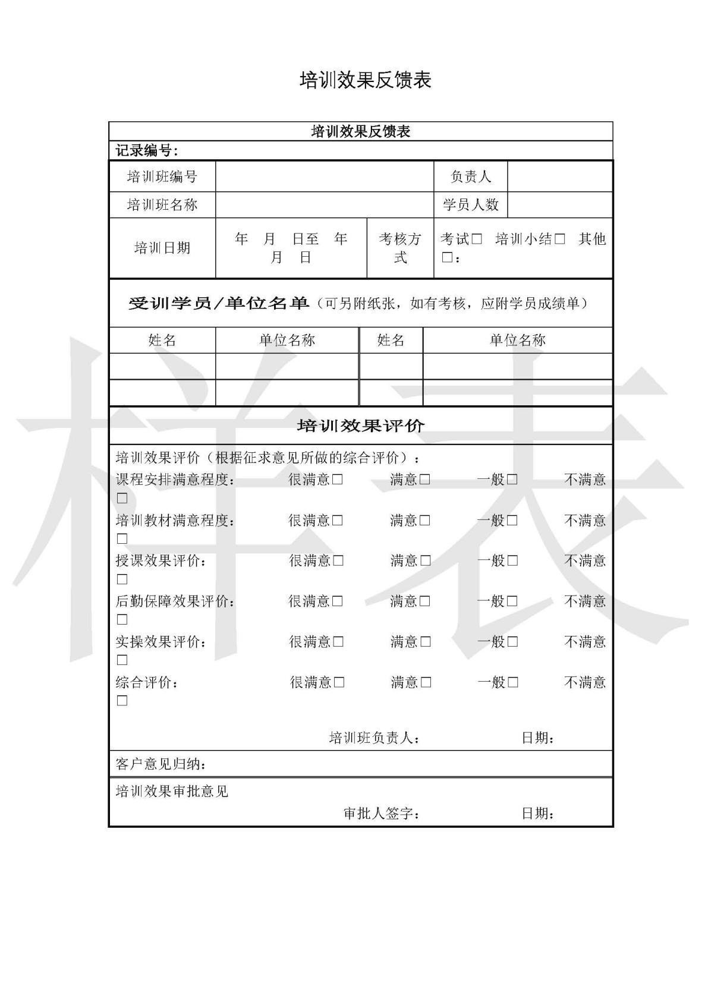 培训效果反馈表
培训效果反馈表
记录编号:
培训班编号 负责人
培训班名称 学员人数
培训日期 年 月 日至 年 月 日 考核方式 考试□ 培训小结□ 其他□:
受训学员/单位名单(可另附纸张,如有考核,应附学员成绩单)
姓名 单位名称 姓名 单位名称
培训效果评价
培训效果评价(根据征求意见所做的综合评价):
课程安排满意程度: 很满意□ 满意□ 一般□ 不满意
□
培训教材满意程度: 很满意□ 满意□ 一般□ 不满意
□
授课效果评价: 很满意□ 满意□ 一般□ 不满意
□
后勤保障效果评价: 很满意□ 满意□ 一般□ 不满意
□
实操效果评价: 很满意□ 满意□ 一般□ 不满意
□
综合评价: 很满意□ 满意□ 一般□ 不满意
□
培训班负责人: 日期:
客户意见归纳:
培训效果审批意见
审批人签字: 日期:
样表